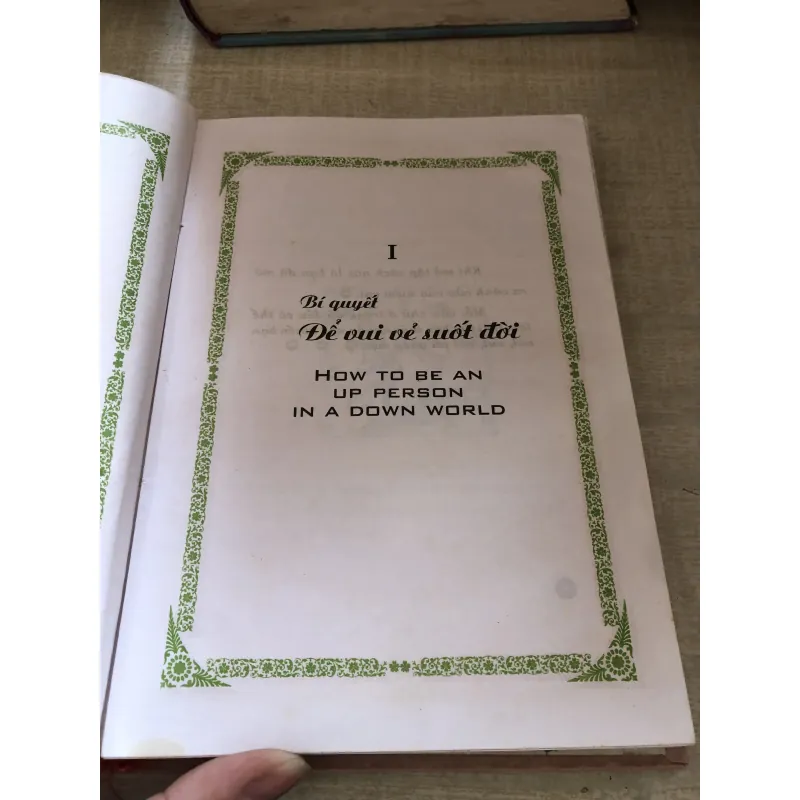 I
Bí quyết
Để vui vẻ suốt đời
HOW TO BE AN
UP PERSON
IN A DOWN WORLD